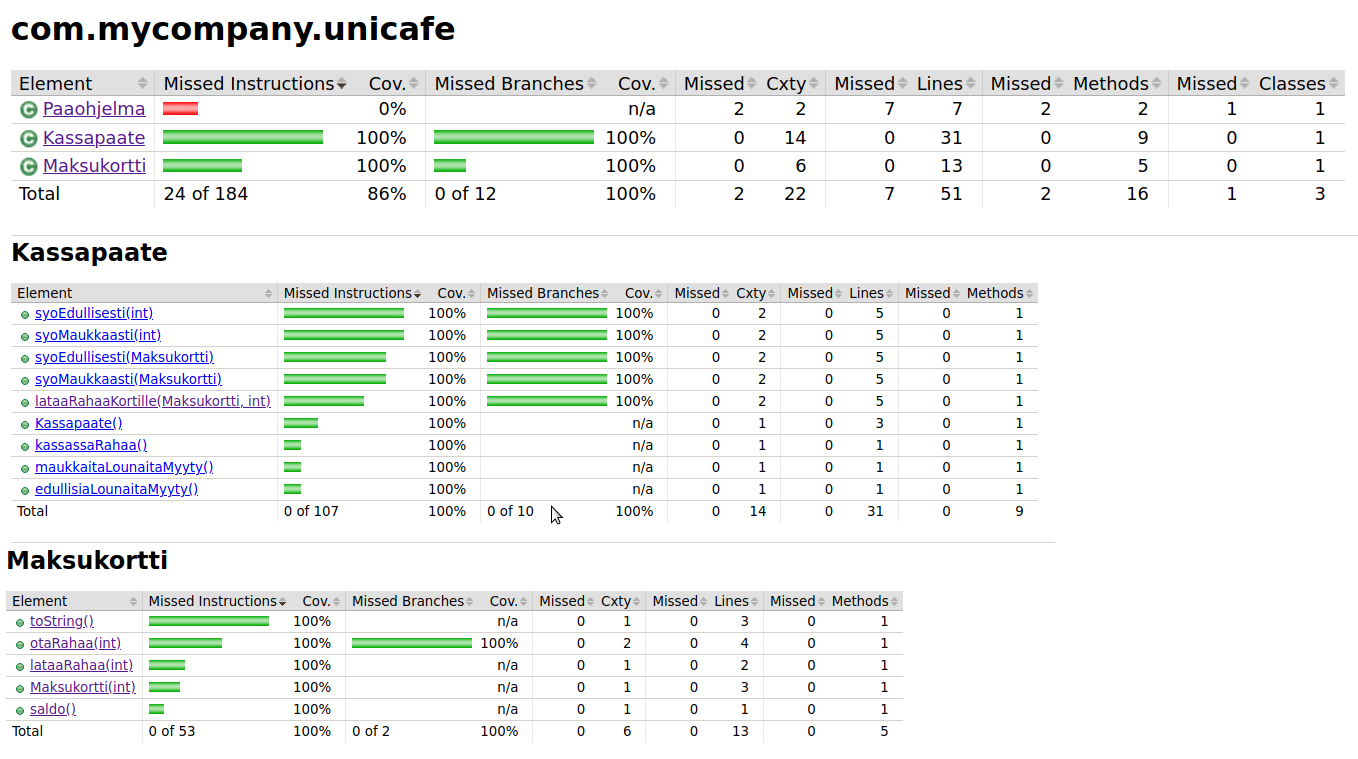 com.mycompany.unicafe
Element Missed Instructions Cov. Missed Branches Cov. Missed Cxty Missed Lines Missed Methods Missed Classes
C Paaohjelma 0% n/a 2 2 7 7 2 2 1 1
C Kassapaate 100% 100% 0 14 0 31 0 9 0 1
C Maksukortti 100% 100% 0 6 0 13 0 5 0 1
Total 24 of 184 86% 0 of 12 100% 2 22 7 51 2 16 1 3
Kassapaate
Element Missed Instructions Cov. Missed Branches Cov. Missed Cxty Missed Lines Missed Methods
syoEdullisesti(int) 100% 100% 0 2 0 5 0 1
syoMaukkaasti(int) 100% 100% 0 2 0 5 0 1
syoEdullisesti(Maksukortti) 100% 100% 0 2 0 5 0 1
syoMaukkaasti(Maksukortti) 100% 100% 0 2 0 5 0 1
lataaRahaaKortille(Maksukortti, int) 100% 100% 0 2 0 5 0 1
Kassapaate() 100% n/a 0 1 0 3 0 1
kassassaRahaa() 100% n/a 0 1 0 1 0 1
maukkaitaLounaitaMyyty() 100% n/a 0 1 0 1 0 1
edullisiaLounaitaMyyty() 100% n/a 0 1 0 1 0 1
Total 0 of 107 100% 0 of 10 100% 0 14 0 31 0 9
Maksukortti
Element Missed Instructions Cov. Missed Branches Cov. Missed Cxty Missed Lines Missed Methods
toString() 100% n/a 0 1 0 3 0 1
otaRahaa(int) 100% 100% 0 2 0 4 0 1
lataaRahaa(int) 100% n/a 0 1 0 2 0 1
Maksukortti(int) 100% n/a 0 1 0 3 0 1
saldo() 100% n/a 0 1 0 1 0 1
Total 0 of 53 100% 0 of 2 100% 0 6 0 13 0 5